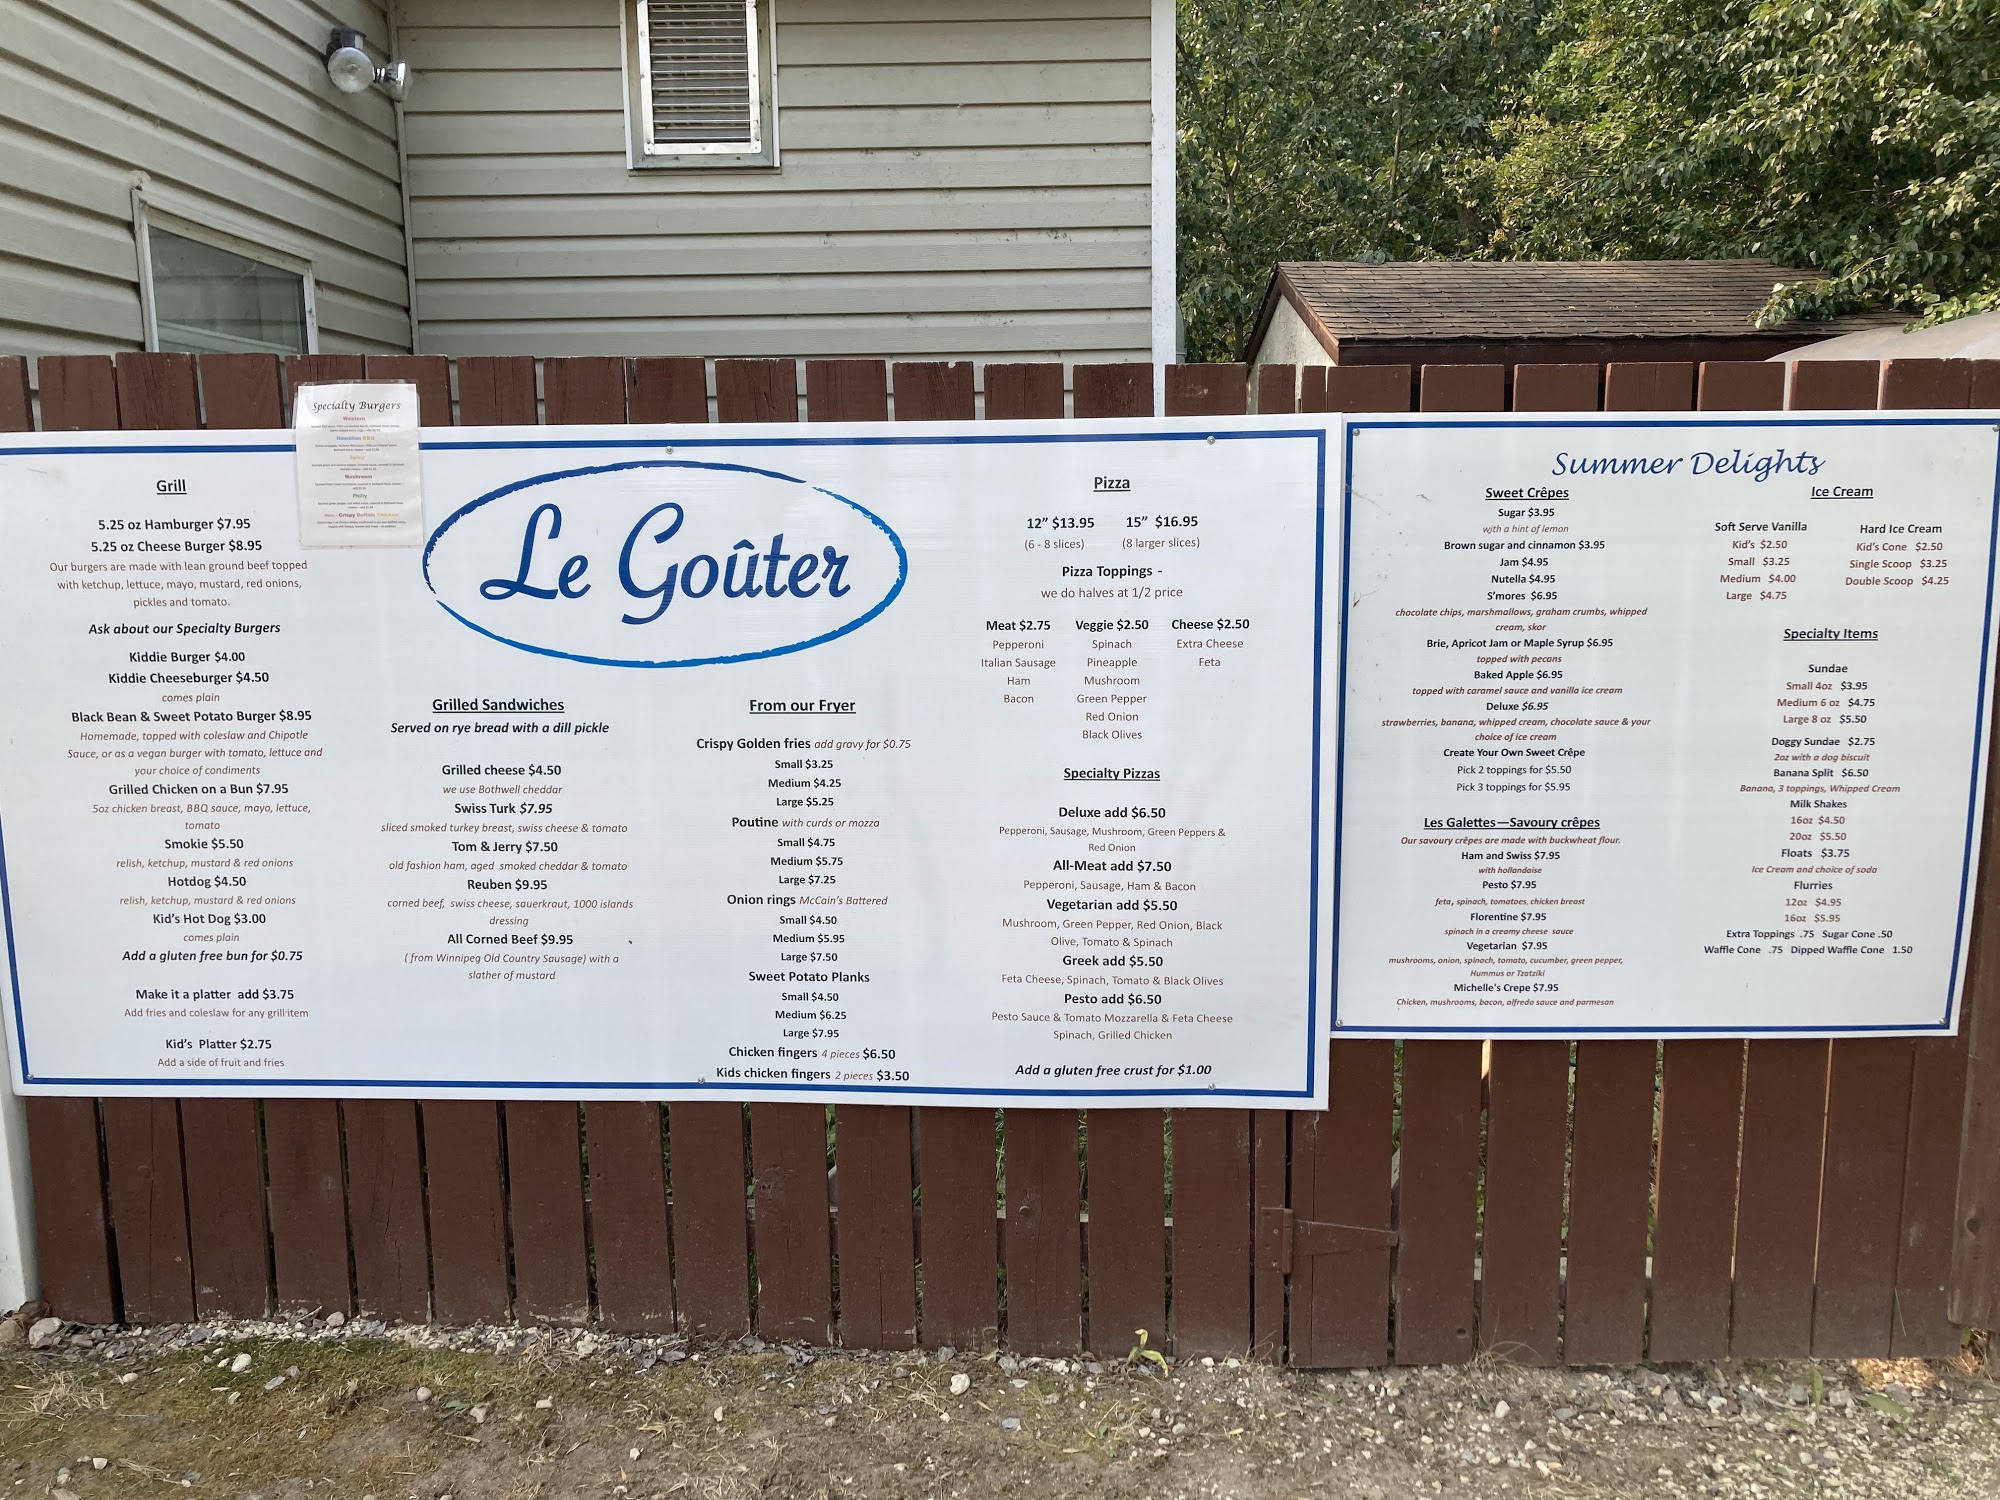 Specialty Burgers
Western
Hawaiian BBQ
Mushroom
Philly
Le Goûter
Grill
5.25 oz Hamburger $7.95
5.25 oz Cheese Burger $8.95
Our burgers are made with lean ground beef topped
with ketchup, lettuce, mayo, mustard, red onions,
pickles and tomato.
Ask about our Specialty Burgers
Kiddie Burger $4.00
Kiddie Cheeseburger $4.50
comes plain
Black Bean & Sweet Potato Burger $8.95
Homemade, topped with coleslaw and Chipotle
Sauce, or as a vegan burger with tomato, lettuce and
your choice of condiments
Grilled Chicken on a Bun $7.95
5oz chicken breast, BBQ sauce, mayo, lettuce,
tomato
Smokie $5.50
relish, ketchup, mustard & red onions
Hotdog $4.50
relish, ketchup, mustard & red onions
Kid's Hot Dog $3.00
comes plain
Add a gluten free bun for $0.75
Make it a platter add $3.75
Add fries and coleslaw for any grill item
Kid's Platter $2.75
Add a side of fruit and fries
Grilled Sandwiches
Served on rye bread with a dill pickle
Grilled cheese $4.50
we use Bothwell cheddar
Swiss Turk $7.95
sliced smoked turkey breast, swiss cheese & tomato
Tom & Jerry $7.50
old fashion ham, aged smoked cheddar & tomato
Reuben $9.95
corned beef, swiss cheese, sauerkraut, 1000 islands
dressing
All Corned Beef $9.95
( from Winnipeg Old Country Sausage) with a
slather of mustard
From our Fryer
Crispy Golden fries add gravy for $0.75
Small $3.25
Medium $4.25
Large $5.25
Poutine with curds or mozza
Small $4.75
Medium $5.75
Large $7.25
Onion rings McCain's Battered
Small $4.50
Medium $5.95
Large $7.50
Sweet Potato Planks
Small $4.50
Medium $6.25
Large $7.95
Chicken fingers 4 pieces $6.50
Kids chicken fingers 2 pieces $3.50
Pizza
12" $13.95 15" $16.95
(6 - 8 slices) (8 larger slices)
Pizza Toppings -
we do halves at 1/2 price
Meat $2.75
Pepperoni
Italian Sausage
Ham
Bacon
Veggie $2.50
Spinach
Pineapple
Mushroom
Green Pepper
Red Onion
Black Olives
Cheese $2.50
Extra Cheese
Feta
Specialty Pizzas
Deluxe add $6.50
Pepperoni, Sausage, Mushroom, Green Peppers &
Red Onion
All-Meat add $7.50
Pepperoni, Sausage, Ham & Bacon
Vegetarian add $5.50
Mushroom, Green Pepper, Red Onion, Black
Olive, Tomato & Spinach
Greek add $5.50
Feta Cheese, Spinach, Tomato & Black Olives
Pesto add $6.50
Pesto Sauce & Tomato Mozzarella & Feta Cheese
Spinach, Grilled Chicken
Add a gluten free crust for $1.00
Summer Delights
Sweet Crêpes
Sugar $3.95
with a hint of lemon
Brown sugar and cinnamon $3.95
Jam $4.95
Nutella $4.95
S'mores $6.95
chocolate chips, marshmallows, graham crumbs, whipped
cream, skor
Brie, Apricot Jam or Maple Syrup $6.95
topped with pecans
Baked Apple $6.95
topped with caramel sauce and vanilla ice cream
Deluxe $6.95
strawberries, banana, whipped cream, chocolate sauce & your
choice of ice cream
Create Your Own Sweet Crêpe
Pick 2 toppings for $5.50
Pick 3 toppings for $5.95
Les Galettes—Savoury crêpes
Our savoury crêpes are made with buckwheat flour.
Ham and Swiss $7.95
with hollandaise
Pesto $7.95
feta, spinach, tomatoes, chicken breast
Florentine $7.95
spinach in a creamy cheese sauce
Vegetarian $7.95
mushrooms, onion, spinach, tomato, cucumber, green pepper,
Hummus or Tzatziki
Michelle's Crepe $7.95
Chicken, mushrooms, bacon, alfredo sauce and parmesan
Ice Cream
Soft Serve Vanilla
Kid's $2.50
Small $3.25
Medium $4.00
Large $4.75
Hard Ice Cream
Kid's Cone $2.50
Single Scoop $3.25
Double Scoop $4.25
Specialty Items
Sundae
Small 4oz $3.95
Medium 6 oz $4.75
Large 8 oz $5.50
Doggy Sundae $2.75
2oz with a dog biscuit
Banana Split $6.50
Banana, 3 toppings, Whipped Cream
Milk Shakes
16oz $4.50
20oz $5.50
Floats $3.75
Ice Cream and choice of soda
Flurries
12oz $4.95
16oz $5.95
Extra Toppings .75 Sugar Cone .50
Waffle Cone .75 Dipped Waffle Cone 1.50